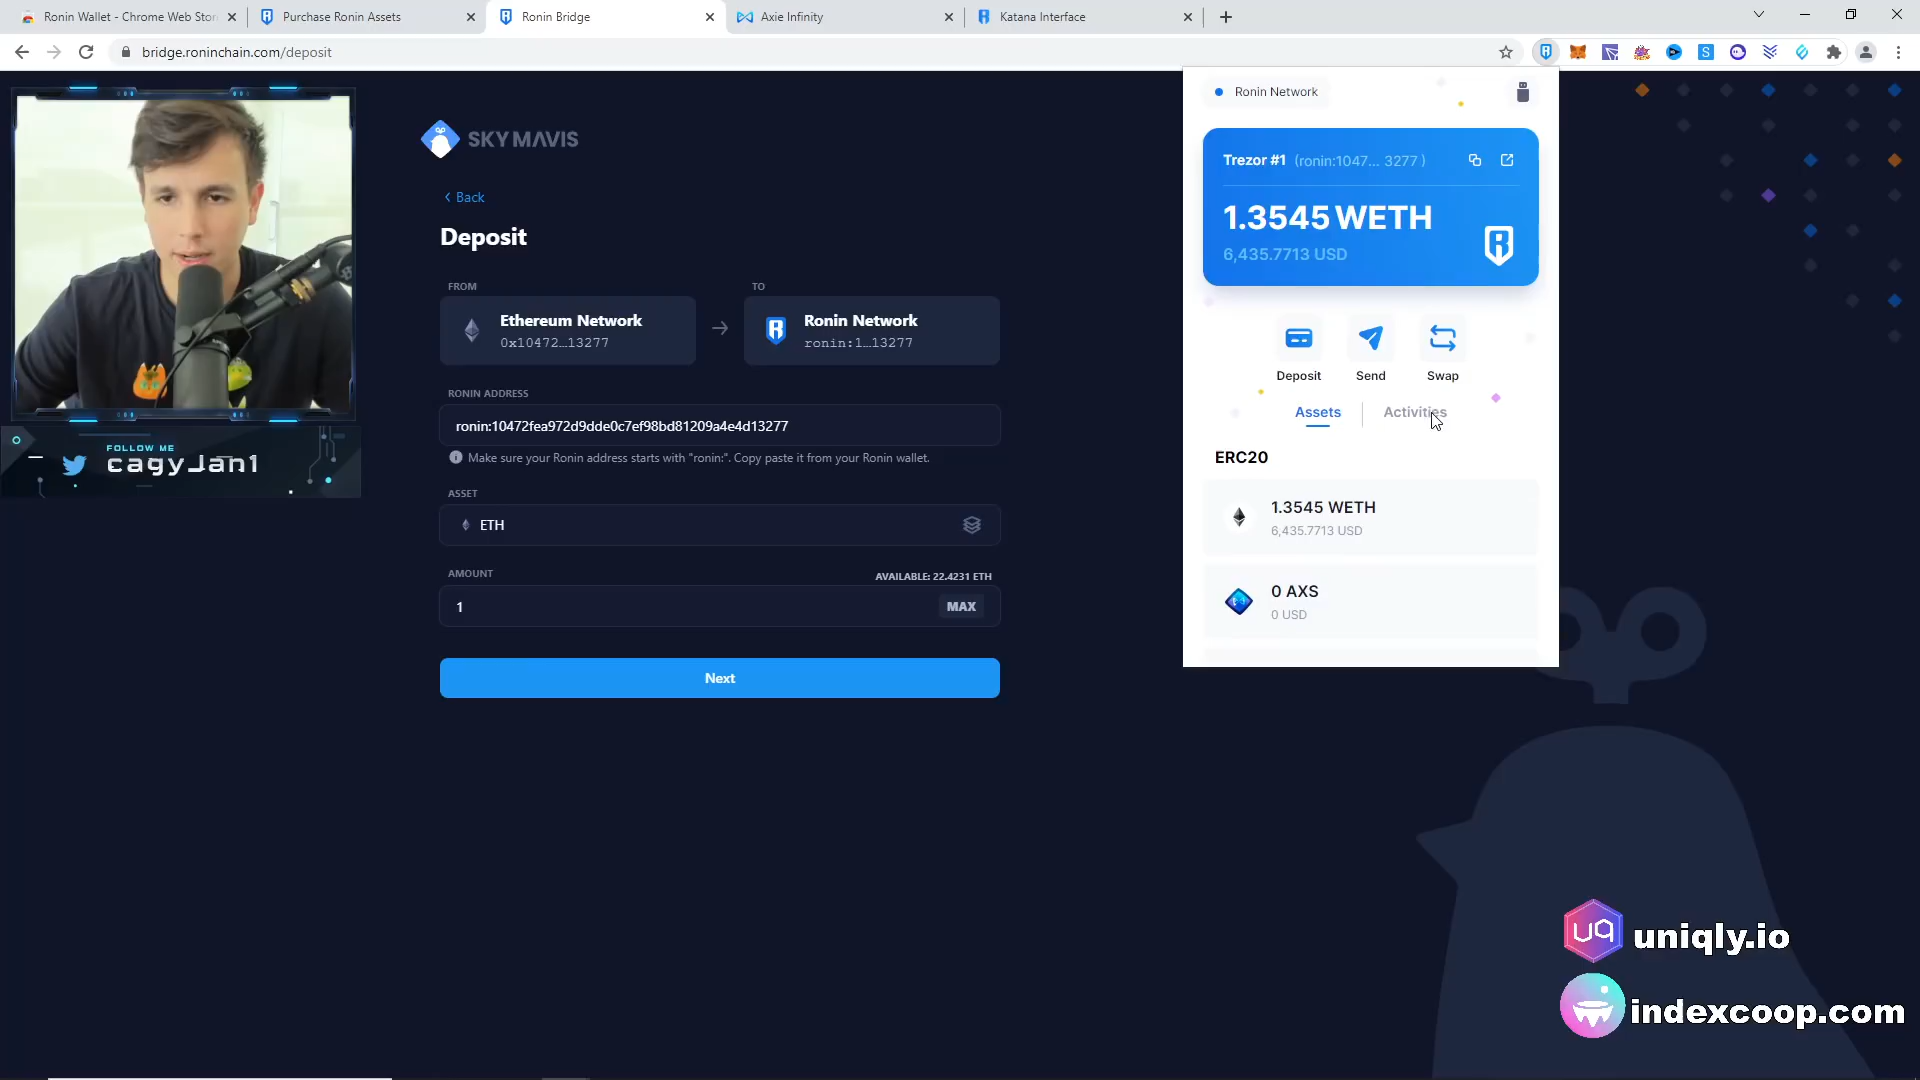 Ronin Wallet - Chrome Web Stor
Purchase Ronin Assets
Ronin Bridge
Axie Infinity
Katana Interface
bridge.roninchain.com/deposit
SKY MAVIS
Back
Deposit
FROM
TO
Ethereum Network
0x10472…13277
Ronin Network
ronin:1…13277
RONIN ADDRESS
ronin:10472fea972d9dde0c7ef98bd81209a4e4d13277
Make sure your Ronin address starts with "ronin:". Copy paste it from your Ronin wallet.
ASSET
ETH
AMOUNT
AVAILABLE: 22.4231 ETH
1
MAX
Next
FOLLOW ME
cagyJan1
Ronin Network
Trezor #1 (ronin:1047... 3277 )
1.3545 WETH
6,435.7713 USD
Deposit
Send
Swap
Assets
Activities
ERC20
1.3545 WETH
6,435.7713 USD
0 AXS
0 USD
uq
uniqly.io
indexcoop.com